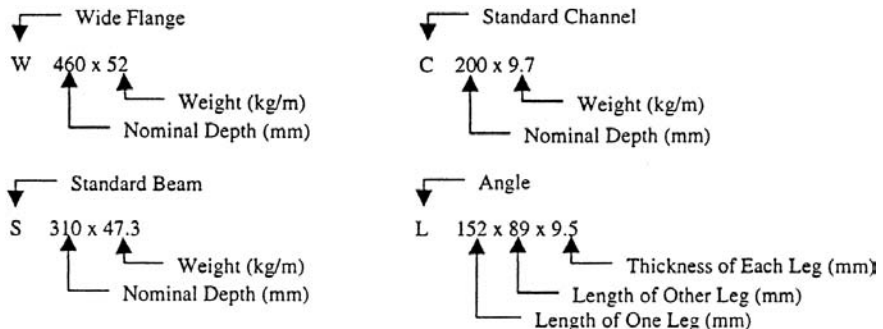 Wide Flange
W 460 x 52
Weight (kg/m)
Nominal Depth (mm)
Standard Channel
C 200 x 9.7
Weight (kg/m)
Nominal Depth (mm)
Standard Beam
S 310 x 47.3
Weight (kg/m)
Nominal Depth (mm)
Angle
L 152 x 89 x 9.5
Thickness of Each Leg (mm)
Length of Other Leg (mm)
Length of One Leg (mm)